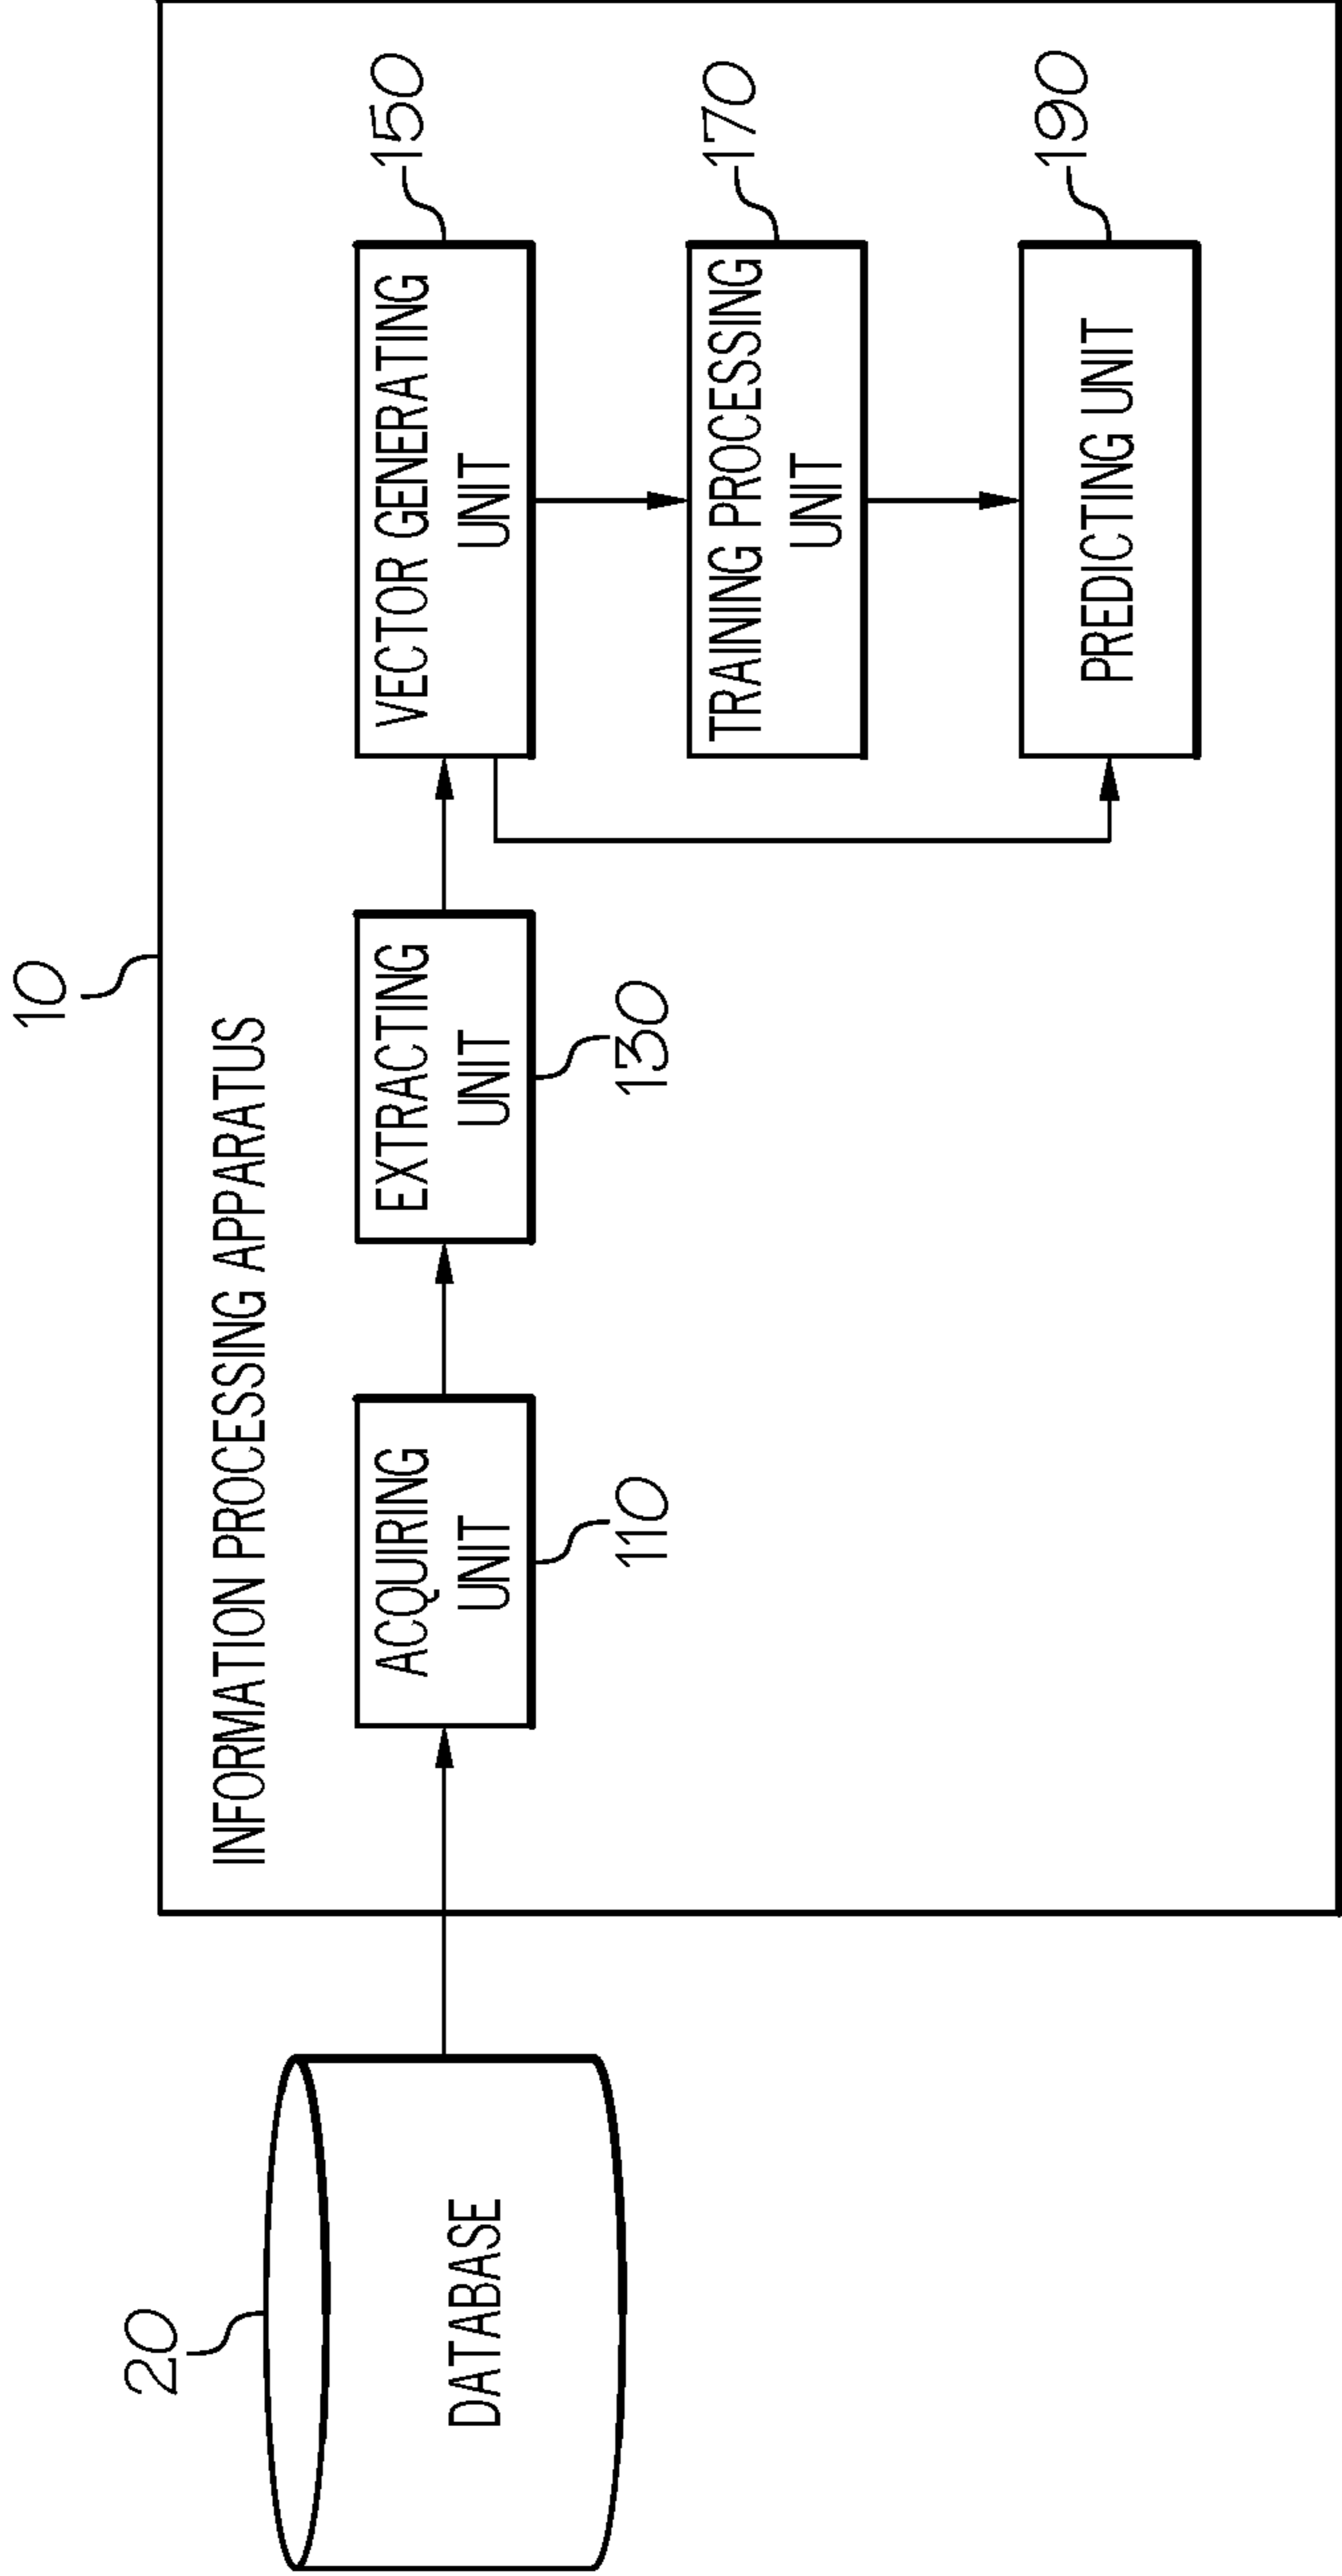 10
INFORMATION PROCESSING APPARATUS
20
DATABASE
ACQUIRING
UNIT
110
EXTRACTING
UNIT
130
VECTOR GENERATING
UNIT
150
TRAINING PROCESSING
UNIT
170
PREDICTING UNIT
190